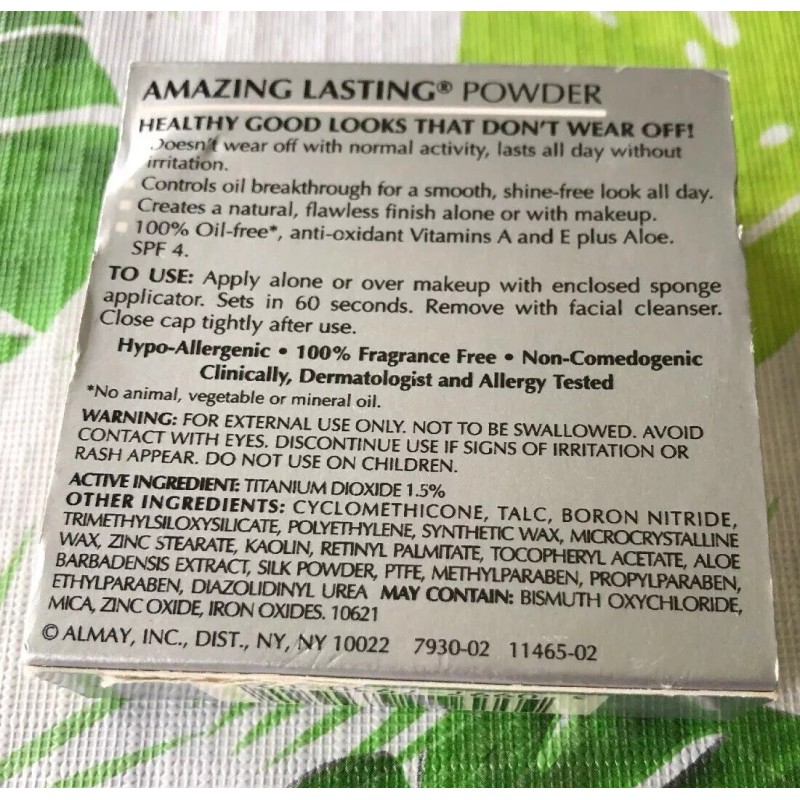 AMAZING LASTING® POWDER
HEALTHY GOOD LOOKS THAT DON'T WEAR OFF!
Doesn't wear off with normal activity, lasts all day without
irritation.
Controls oil breakthrough for a smooth, shine-free look all day.
Creates a natural, flawless finish alone or with makeup.
100% Oil-free*, anti-oxidant Vitamins A and E plus Aloe.
SPF 4.
TO USE: Apply alone or over makeup with enclosed sponge
applicator. Sets in 60 seconds. Remove with facial cleanser.
Close cap tightly after use.
Hypo-Allergenic • 100% Fragrance Free • Non-Comedogenic
Clinically, Dermatologist and Allergy Tested
*No animal, vegetable or mineral oil.
WARNING: FOR EXTERNAL USE ONLY. NOT TO BE SWALLOWED. AVOID
CONTACT WITH EYES. DISCONTINUE USE IF SIGNS OF IRRITATION OR
RASH APPEAR. DO NOT USE ON CHILDREN.
ACTIVE INGREDIENT: TITANIUM DIOXIDE 1.5%
OTHER INGREDIENTS: CYCLOMETHICONE, TALC, BORON NITRIDE,
TRIMETHYLSILOXYSILICATE, POLYETHYLENE, SYNTHETIC WAX, MICROCRYSTALLINE
WAX, ZINC STEARATE, KAOLIN, RETINYL PALMITATE, TOCOPHERYL ACETATE, ALOE
BARBADENSIS EXTRACT, SILK POWDER, PTFE, METHYLPARABEN, PROPYLPARABEN,
ETHYLPARABEN, DIAZOLIDINYL UREA MAY CONTAIN: BISMUTH OXYCHLORIDE,
MICA, ZINC OXIDE, IRON OXIDES. 10621
© ALMAY, INC., DIST., NY, NY 10022 7930-02 11465-02